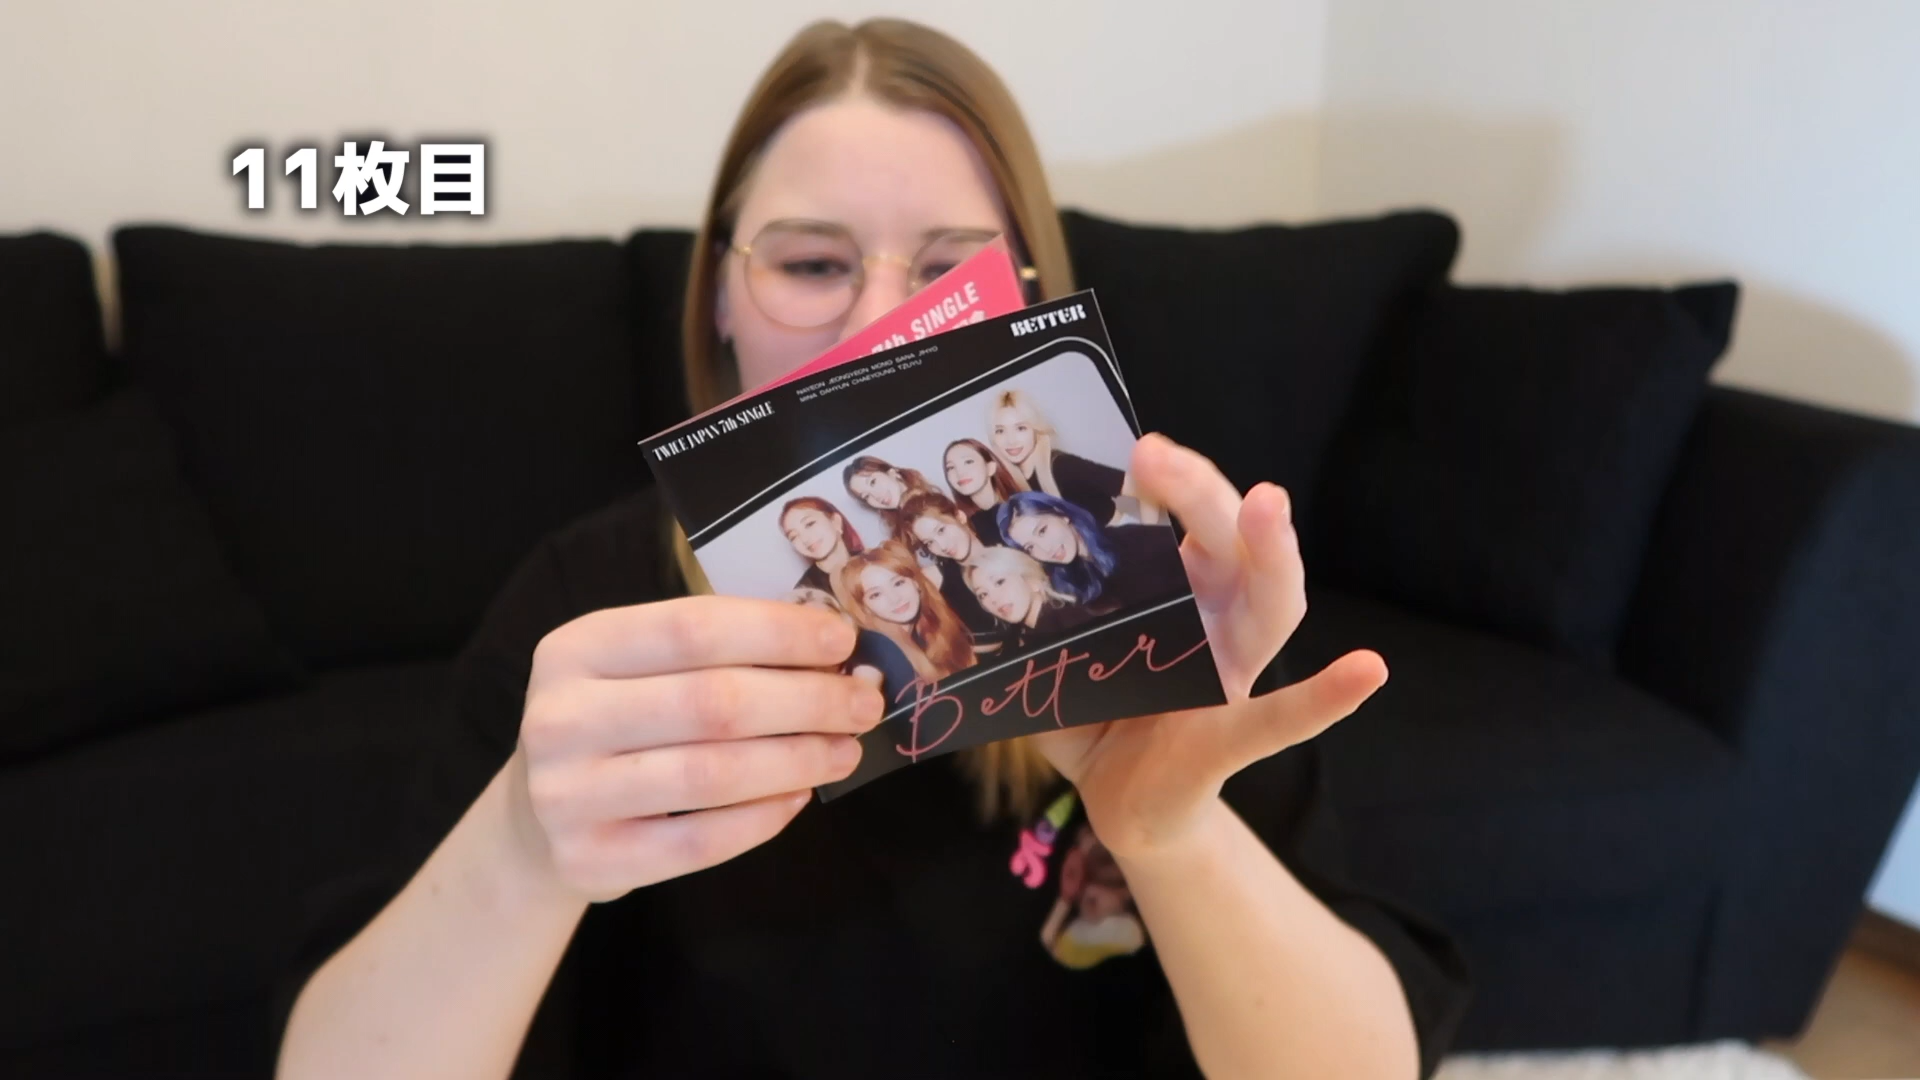 11枚目
7th SINGLE
BETTER
TWICE JAPAN 7th SINGLE
NAYEON JEONGYEON MOMO SANA JIHYO
MINA DAHYUN CHAEYOUNG TZUYU
Better